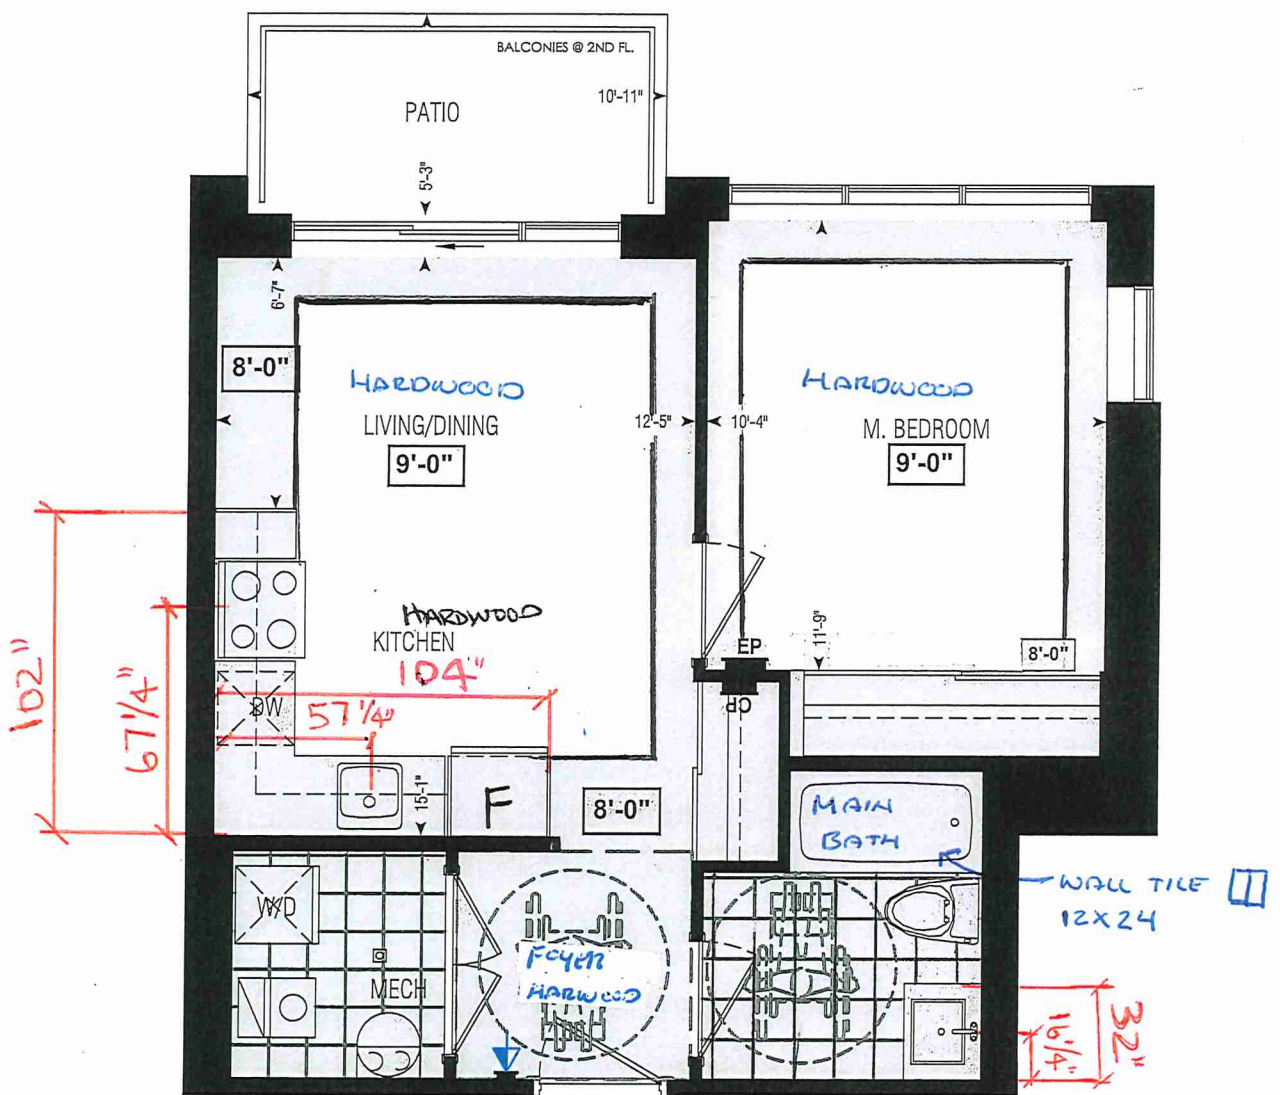 BALCONIES @ 2ND FL.
PATIO
10'-11"
5'-3"
6'-7"
8'-0"
HARDWOOD
LIVING/DINING
9'-0"
12'-5"
10'-4"
HARDWOOD
M. BEDROOM
9'-0"
HARDWOOD
KITCHEN
104"
102"
67 1/4"
DW
57 1/4"
EP
CP
11'-9"
8'-0"
15'-1"
F
8'-0"
MAIN
BATH
WALL TILE
12X24
W/D
MECH
FOYER
HARWOOD
32"
16 1/4"